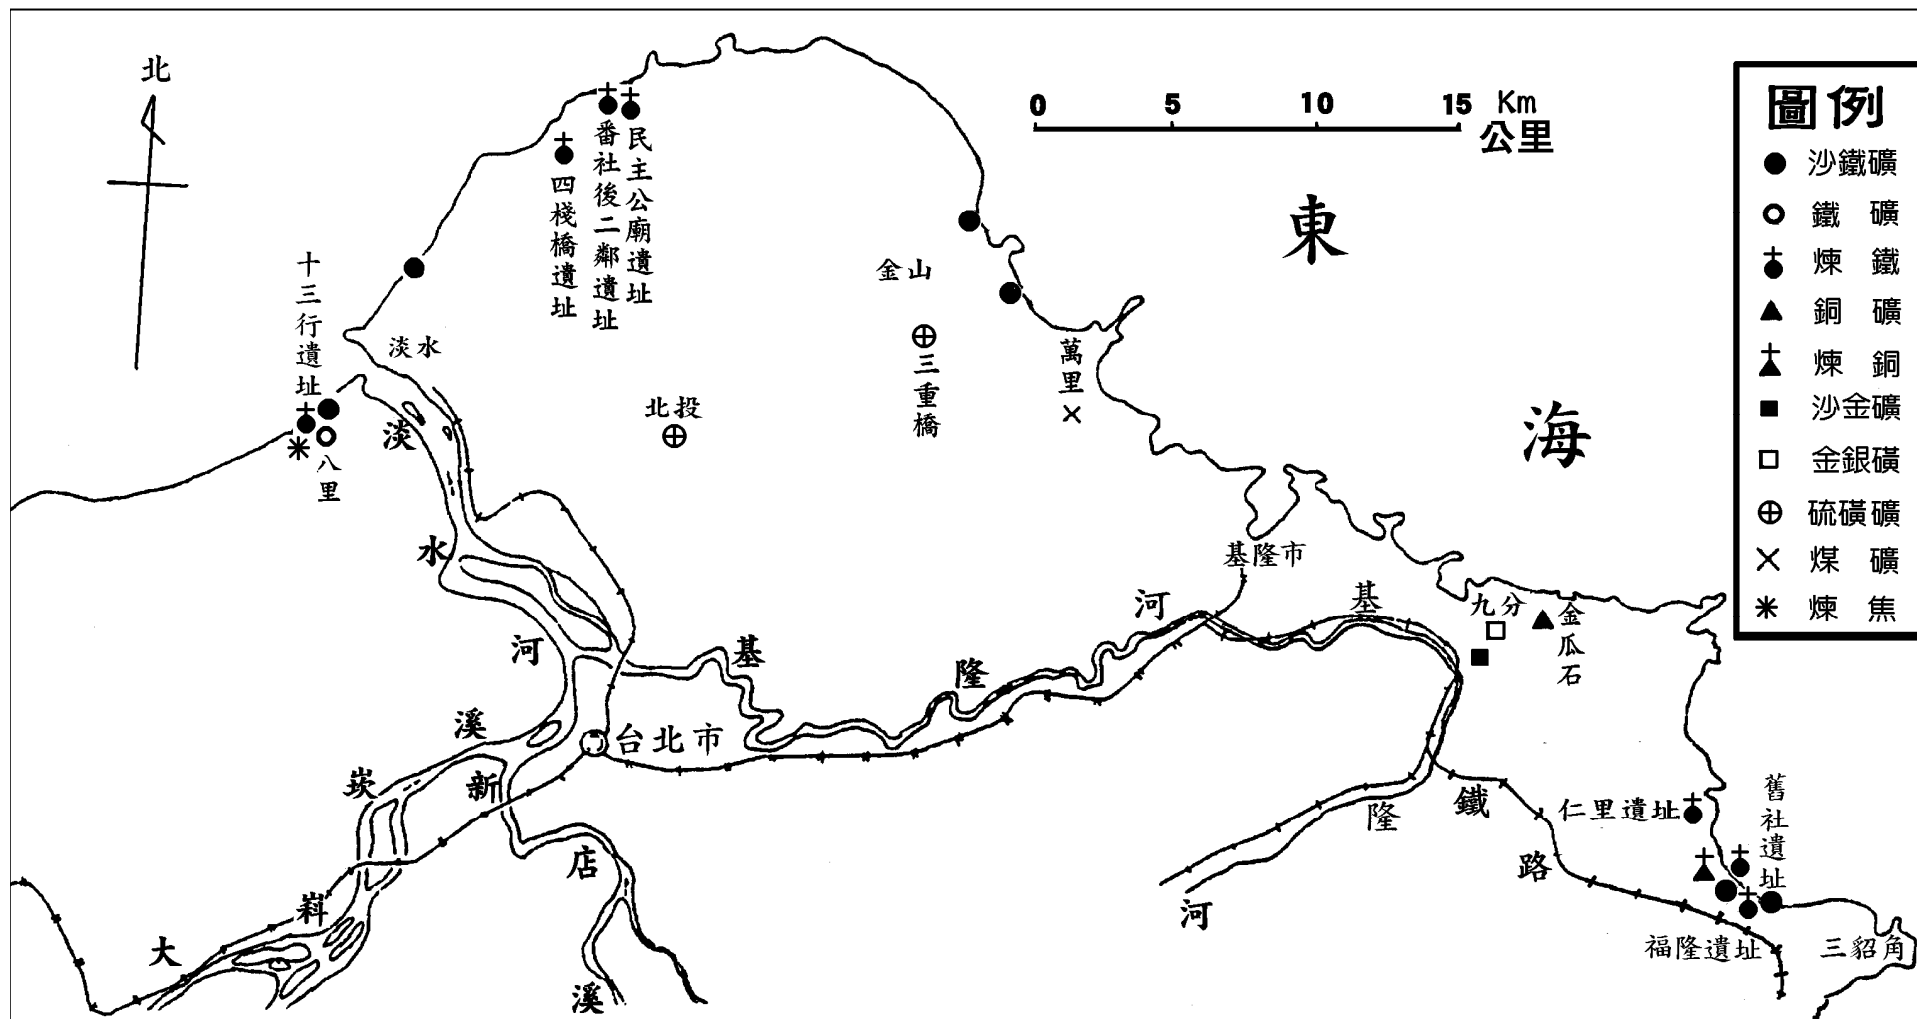 北
0 5 10 15 Km
公里
圖例
沙鐵礦
鐵礦
煉鐵
銅礦
煉銅
沙金礦
金銀礦
硫磺礦
煤礦
煉焦
東
海
民主公廟遺址
番社後二鄰遺址
四棧橋遺址
十三行遺址
八里
淡水
金山
三重橋
萬里
北投
淡
水
河
基隆市
基
隆
河
基
隆
河
九分
金瓜石
台北市
新
店
溪
大
嵙
崁
溪
鐵
路
仁里遺址
舊社遺址
福隆遺址
三貂角